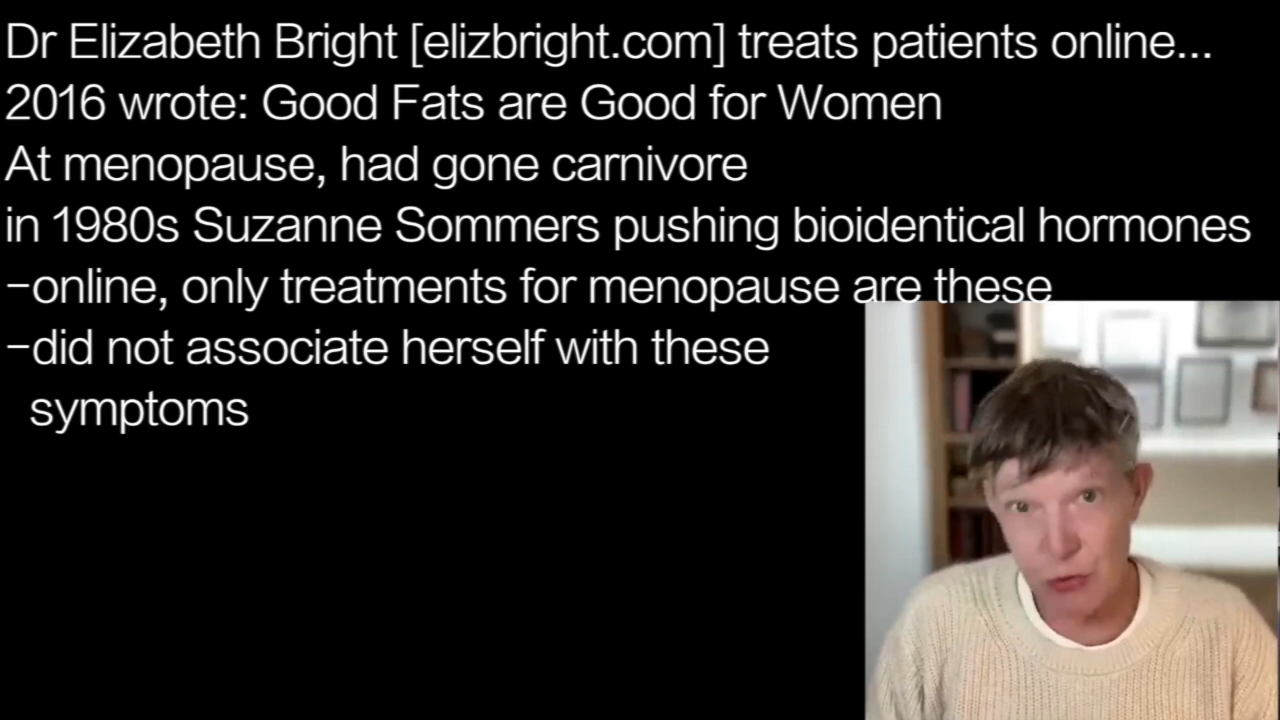 Dr Elizabeth Bright [elizbright.com] treats patients online...
2016 wrote: Good Fats are Good for Women
At menopause, had gone carnivore
in 1980s Suzanne Sommers pushing bioidentical hormones
-online, only treatments for menopause are these
-did not associate herself with these
symptoms